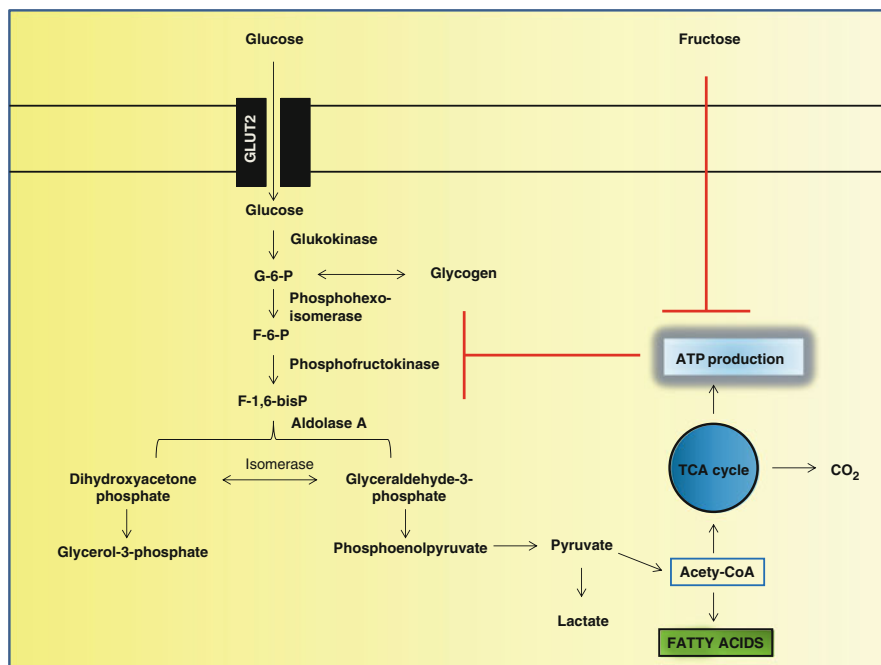 Glucose
Fructose
GLUT2
Glucose
Glukokinase
G-6-P
Glycogen
Phosphohexo-
isomerase
F-6-P
ATP production
Phosphofructokinase
F-1,6-bisP
Aldolase A
Isomerase
Dihydroxyacetone
phosphate
Glyceraldehyde-3-
phosphate
TCA cycle
CO₂
Glycerol-3-phosphate
Phosphoenolpyruvate
Pyruvate
Acety-CoA
Lactate
FATTY ACIDS